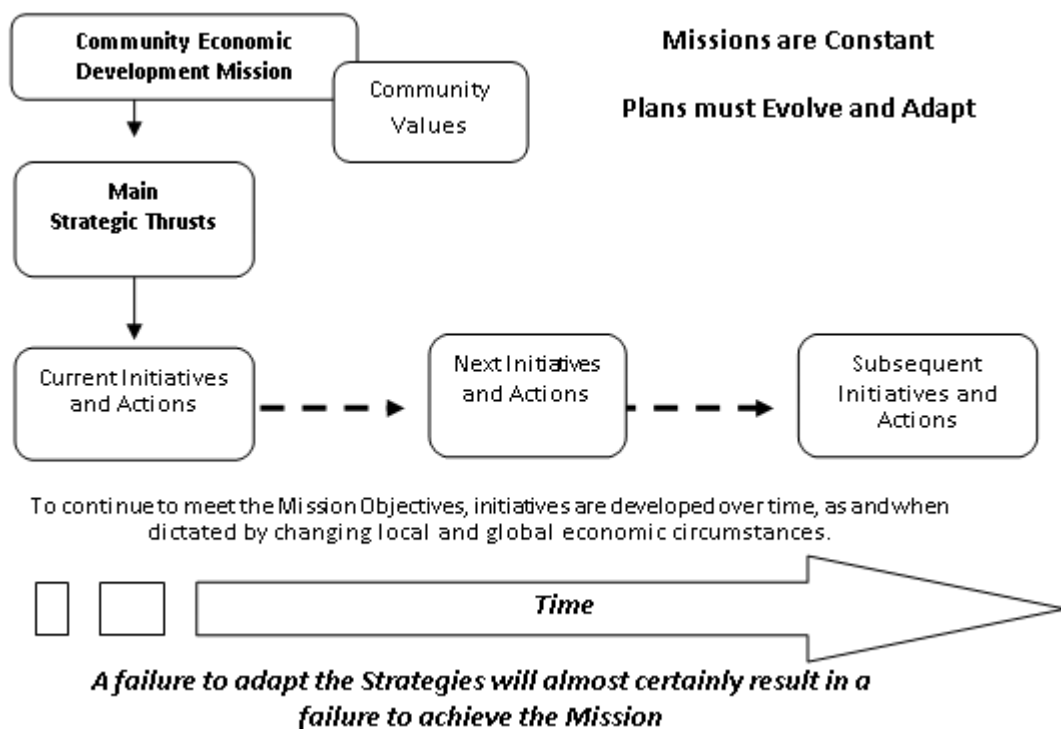 Community Economic
Development Mission
Community
Values
Missions are Constant
Plans must Evolve and Adapt
Main
Strategic Thrusts
Current Initiatives
and Actions
Next Initiatives
and Actions
Subsequent
Initiatives and
Actions
To continue to meet the Mission Objectives, initiatives are developed over time, as and when
dictated by changing local and global economic circumstances.
Time
A failure to adapt the Strategies will almost certainly result in a
failure to achieve the Mission